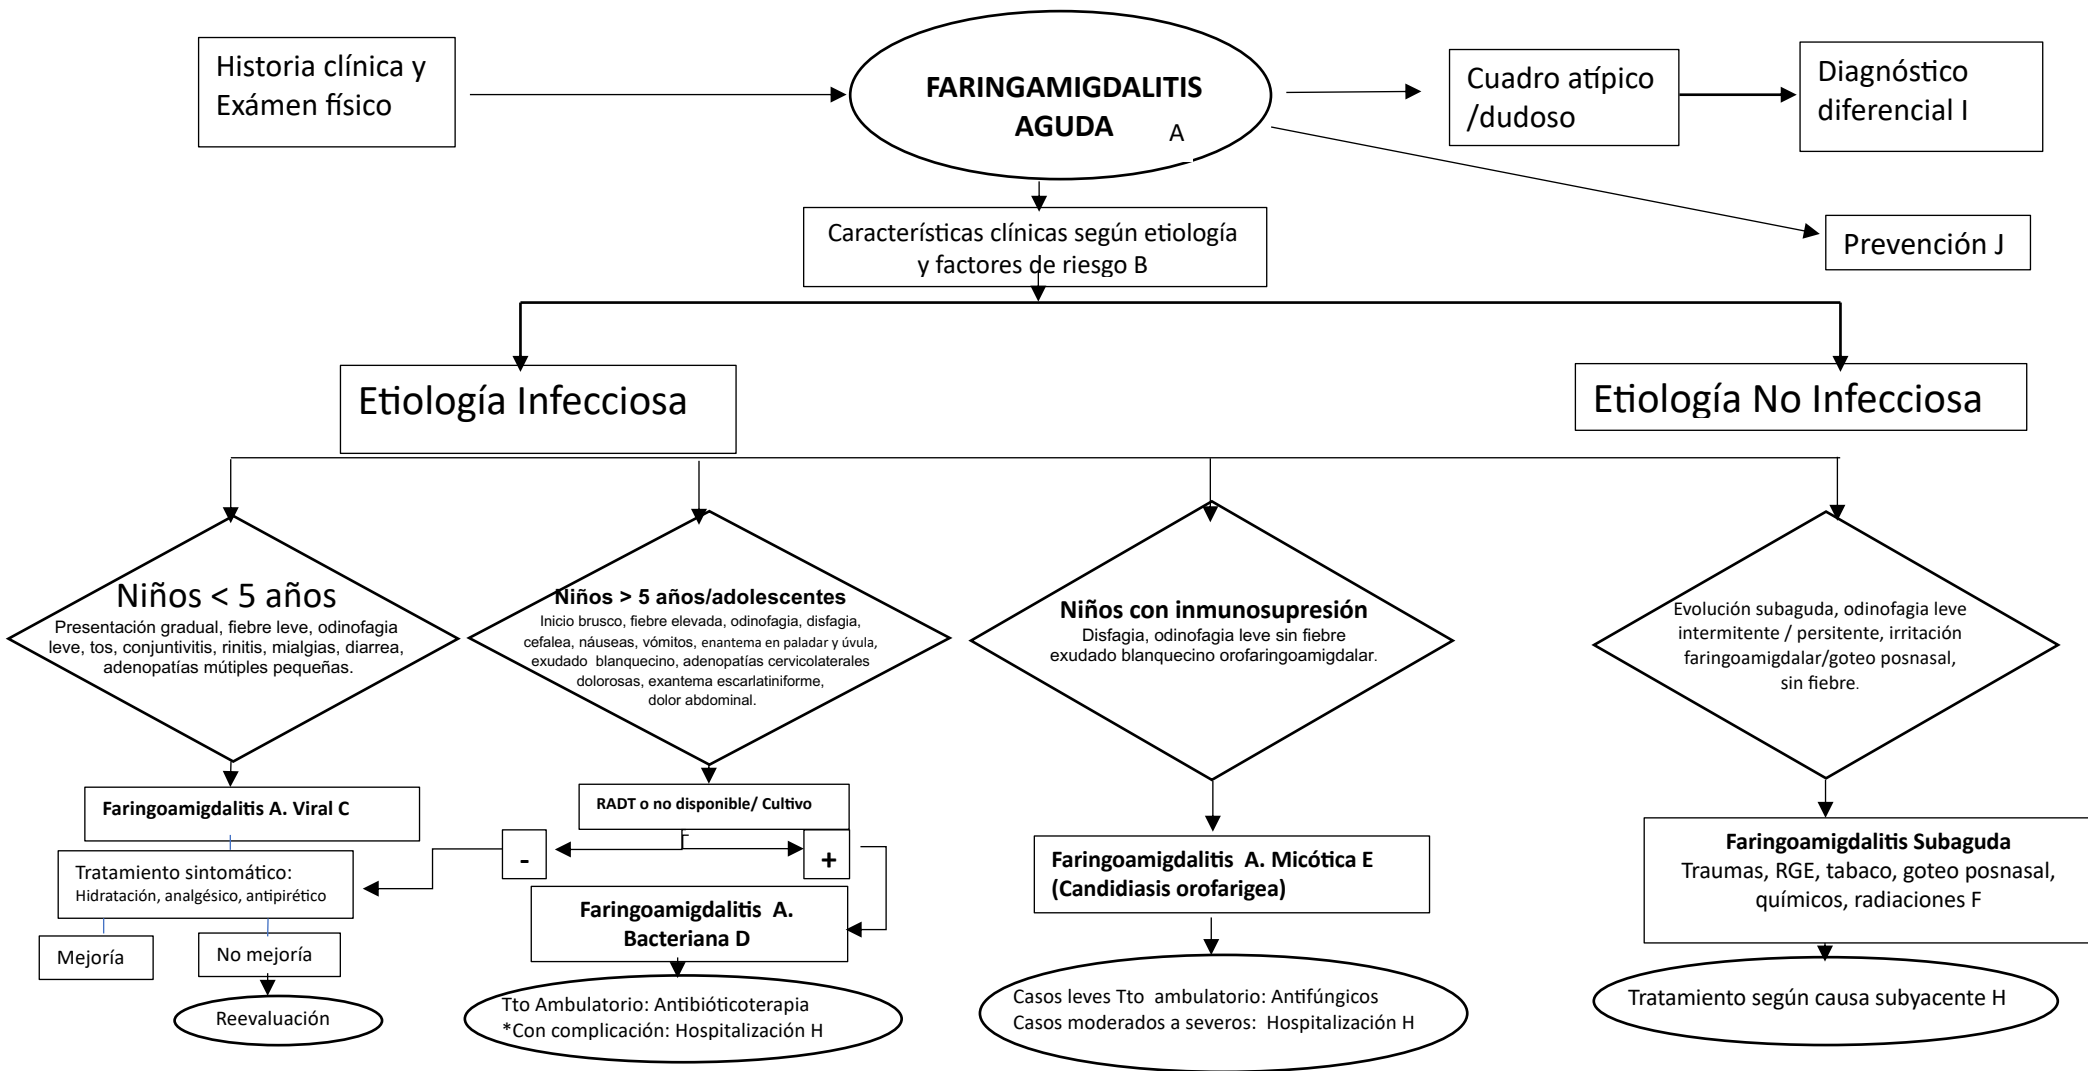 Historia clínica y
Exámen físico
FARINGAMIGDALITIS
AGUDA A
Cuadro atípico
/dudoso
Diagnóstico
diferencial I
Prevención J
Características clínicas según etiología
y factores de riesgo B
Etiología Infecciosa
Etiología No Infecciosa
Niños < 5 años
Presentación gradual, fiebre leve, odinofagia
leve, tos, conjuntivitis, rinitis, mialgias, diarrea,
adenopatías mútiples pequeñas.
Niños > 5 años/adolescentes
Inicio brusco, fiebre elevada, odinofagia, disfagia,
cefalea, náuseas, vómitos, enantema en paladar y úvula,
exudado blanquecino, adenopatías cervicolaterales
dolorosas, exantema escarlatiniforme,
dolor abdominal.
Niños con inmunosupresión
Disfagia, odinofagia leve sin fiebre
exudado blanquecino orofaringoamigdalar.
Evolución subaguda, odinofagia leve
intermitente / persitente, irritación
faringoamigdalar/goteo posnasal,
sin fiebre.
Faringoamigdalitis A. Viral C
Tratamiento sintomático:
Hidratación, analgésico, antipirético
Mejoría
No mejoría
Reevaluación
RADT o no disponible/ Cultivo
-
+
Faringoamigdalitis A.
Bacteriana D
Tto Ambulatorio: Antibióticoterapia
*Con complicación: Hospitalización H
Faringoamigdalitis A. Micótica E
(Candidiasis orofarigea)
Casos leves Tto ambulatorio: Antifúngicos
Casos moderados a severos: Hospitalización H
Faringoamigdalitis Subaguda
Traumas, RGE, tabaco, goteo posnasal,
químicos, radiaciones F
Tratamiento según causa subyacente H